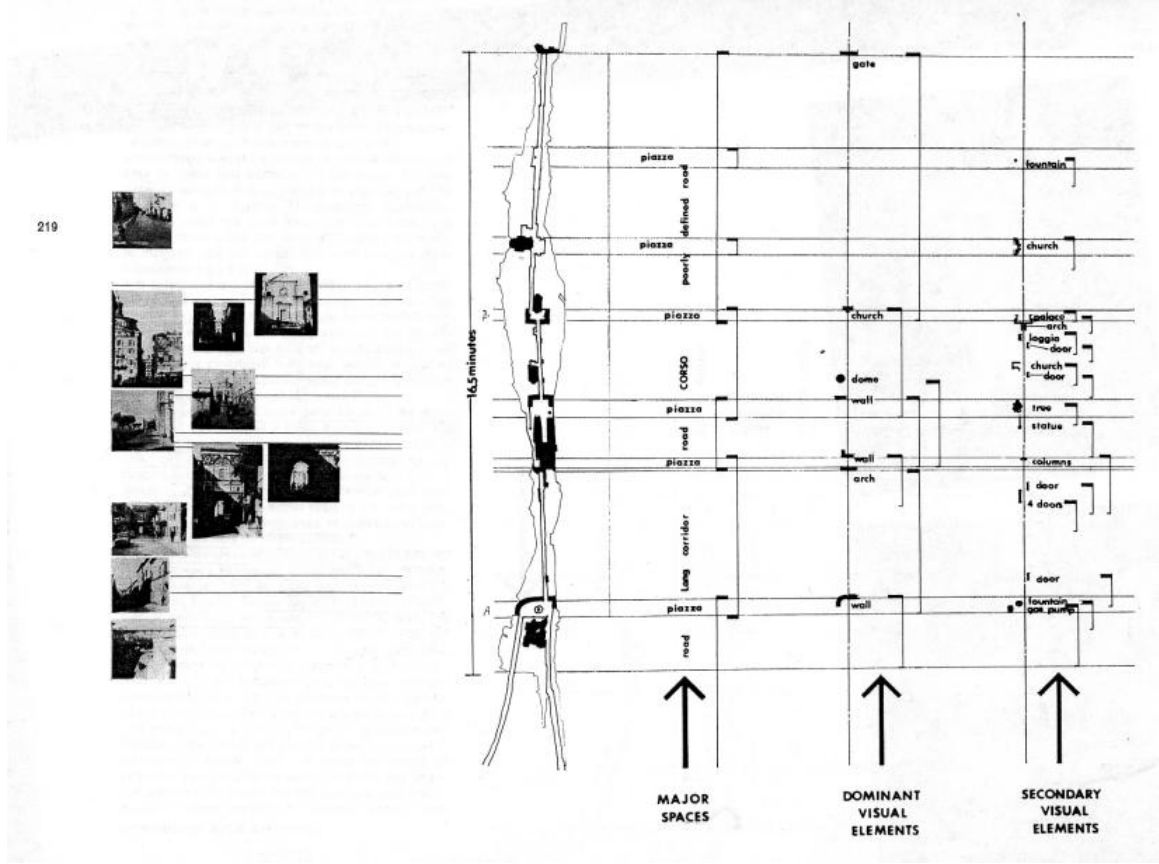 219
16.5 minutes
piazza
piazza
piazza
piazza
piazza
piazza
poorly defined road
CORSO
road
Long corridor
road
gate
church
dome
wall
wall
arch
wall
fountain
church
palace
arch
loggia
door
church
door
tree
statue
columns
door
4 doors
door
fountain
gas pump
A
MAJOR
SPACES
DOMINANT
VISUAL
ELEMENTS
SECONDARY
VISUAL
ELEMENTS